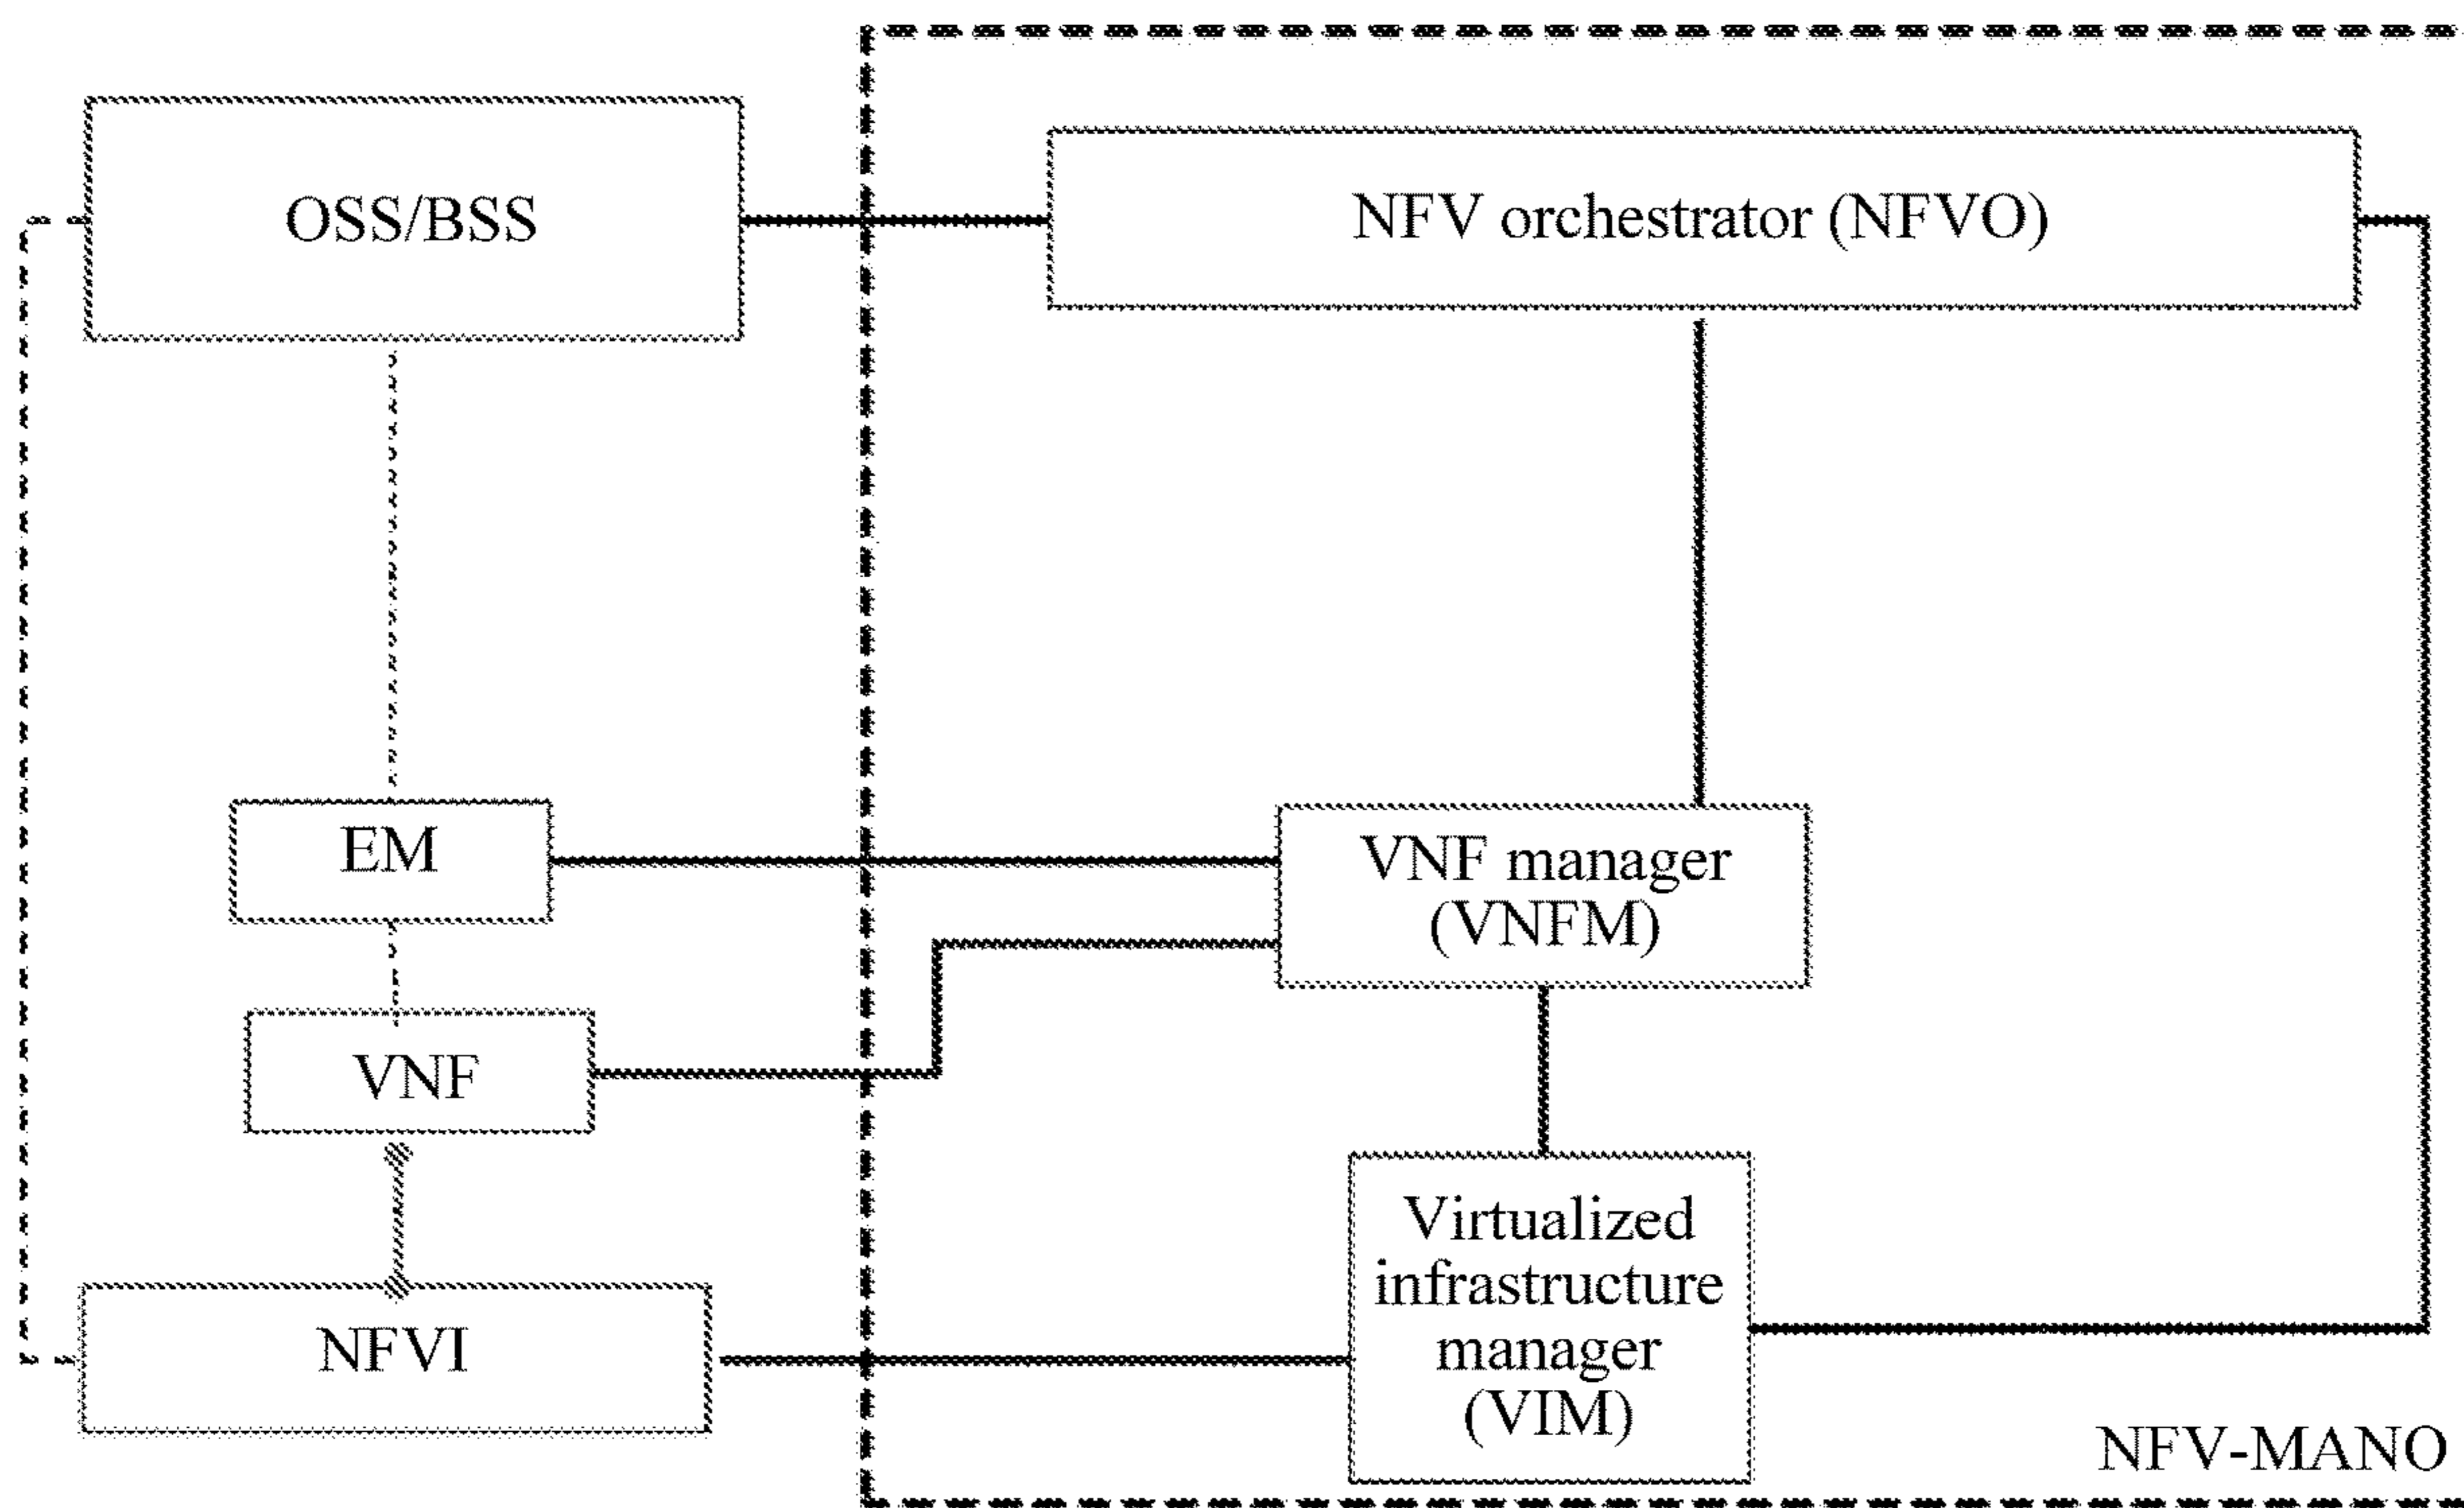 OSS/BSS
NFV orchestrator (NFVO)
EM
VNF manager
(VNFM)
VNF
Virtualized
infrastructure
manager
(VIM)
NFVI
NFV-MANO